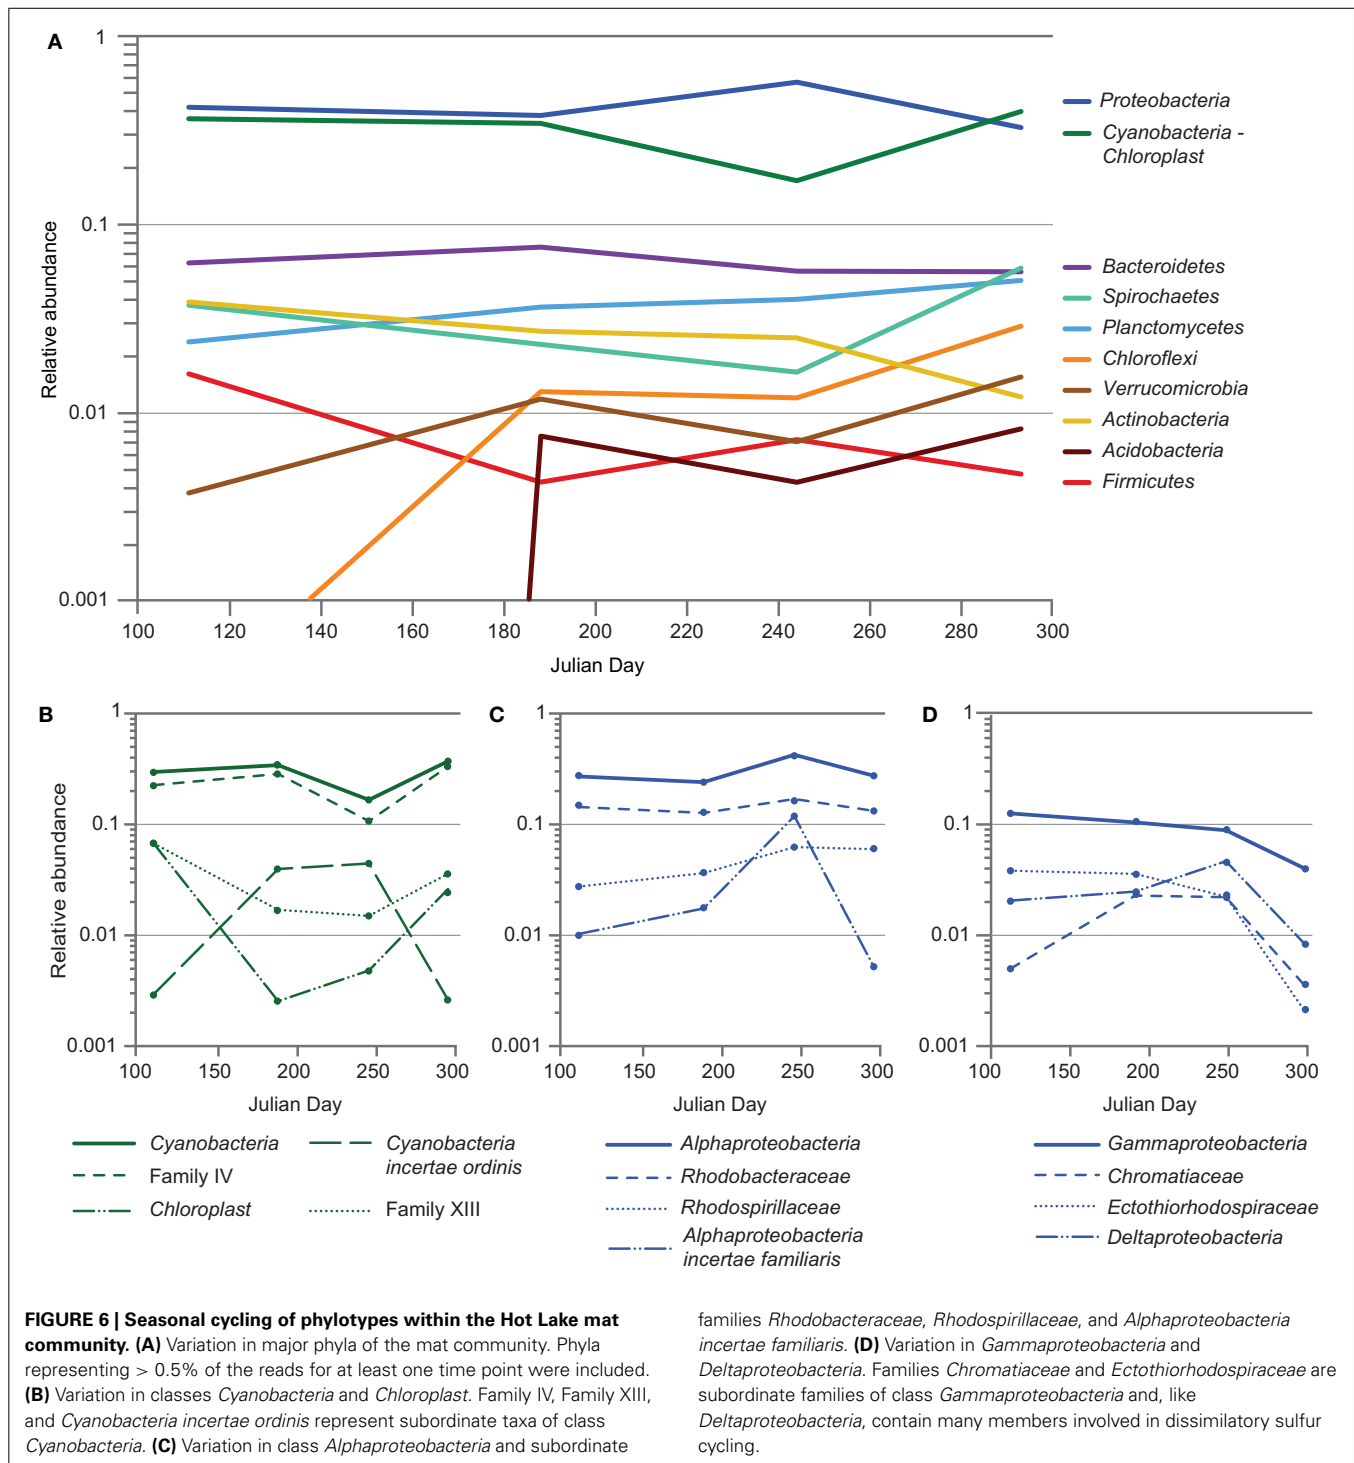 A
1
0.1
0.01
0.001
Relative abundance
100 120 140 160 180 200 220 240 260 280 300
Julian Day
Proteobacteria
Cyanobacteria -
Chloroplast
Bacteroidetes
Spirochaetes
Planctomycetes
Chloroflexi
Verrucomicrobia
Actinobacteria
Acidobacteria
Firmicutes
B
1
0.1
0.01
0.001
Relative abundance
100 150 200 250 300
Julian Day
Cyanobacteria
Family IV
Chloroplast
Cyanobacteria
incertae ordinis
Family XIII
C
1
0.1
0.01
0.001
100 150 200 250 300
Julian Day
Alphaproteobacteria
Rhodobacteraceae
Rhodospirillaceae
Alphaproteobacteria
incertae familiaris
D
1
0.1
0.01
0.001
100 150 200 250 300
Julian Day
Gammaproteobacteria
Chromatiaceae
Ectothiorhodospiraceae
Deltaproteobacteria
FIGURE 6 | Seasonal cycling of phylotypes within the Hot Lake mat
community. (A) Variation in major phyla of the mat community. Phyla
representing > 0.5% of the reads for at least one time point were included.
(B) Variation in classes Cyanobacteria and Chloroplast. Family IV, Family XIII,
and Cyanobacteria incertae ordinis represent subordinate taxa of class
Cyanobacteria. (C) Variation in class Alphaproteobacteria and subordinate
families Rhodobacteraceae, Rhodospirillaceae, and Alphaproteobacteria
incertae familiaris. (D) Variation in Gammaproteobacteria and
Deltaproteobacteria. Families Chromatiaceae and Ectothiorhodospiraceae are
subordinate families of class Gammaproteobacteria and, like
Deltaproteobacteria, contain many members involved in dissimilatory sulfur
cycling.